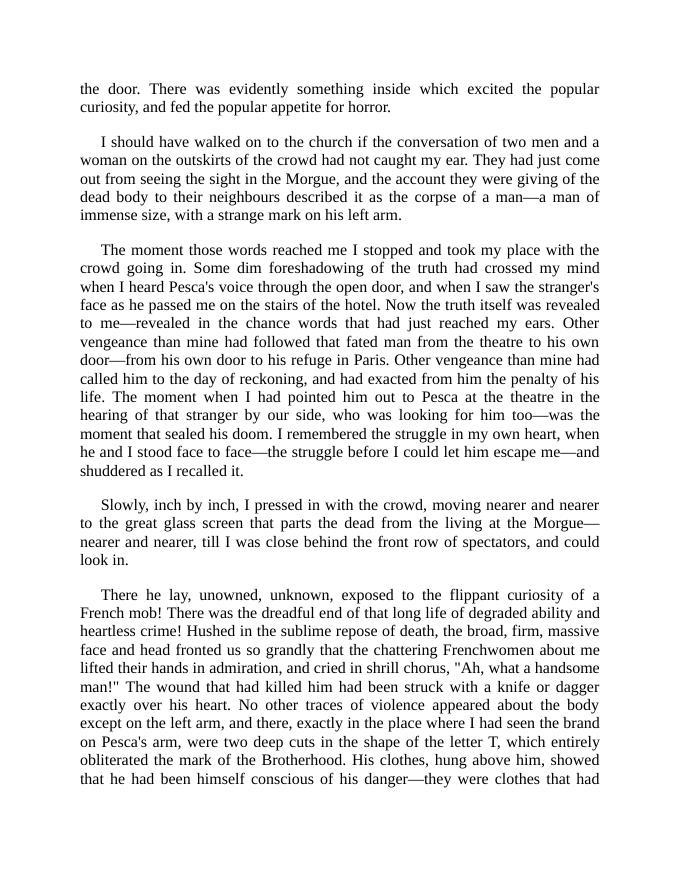 the door. There was evidently something inside which excited the popular
curiosity, and fed the popular appetite for horror.
I should have walked on to the church if the conversation of two men and a
woman on the outskirts of the crowd had not caught my ear. They had just come
out from seeing the sight in the Morgue, and the account they were giving of the
dead body to their neighbours described it as the corpse of a man—a man of
immense size, with a strange mark on his left arm.
The moment those words reached me I stopped and took my place with the
crowd going in. Some dim foreshadowing of the truth had crossed my mind
when I heard Pesca's voice through the open door, and when I saw the stranger's
face as he passed me on the stairs of the hotel. Now the truth itself was revealed
to me—revealed in the chance words that had just reached my ears. Other
vengeance than mine had followed that fated man from the theatre to his own
door—from his own door to his refuge in Paris. Other vengeance than mine had
called him to the day of reckoning, and had exacted from him the penalty of his
life. The moment when I had pointed him out to Pesca at the theatre in the
hearing of that stranger by our side, who was looking for him too—was the
moment that sealed his doom. I remembered the struggle in my own heart, when
he and I stood face to face—the struggle before I could let him escape me—and
shuddered as I recalled it.
Slowly, inch by inch, I pressed in with the crowd, moving nearer and nearer
to the great glass screen that parts the dead from the living at the Morgue—
nearer and nearer, till I was close behind the front row of spectators, and could
look in.
There he lay, unowned, unknown, exposed to the flippant curiosity of a
French mob! There was the dreadful end of that long life of degraded ability and
heartless crime! Hushed in the sublime repose of death, the broad, firm, massive
face and head fronted us so grandly that the chattering Frenchwomen about me
lifted their hands in admiration, and cried in shrill chorus, "Ah, what a handsome
man!" The wound that had killed him had been struck with a knife or dagger
exactly over his heart. No other traces of violence appeared about the body
except on the left arm, and there, exactly in the place where I had seen the brand
on Pesca's arm, were two deep cuts in the shape of the letter T, which entirely
obliterated the mark of the Brotherhood. His clothes, hung above him, showed
that he had been himself conscious of his danger—they were clothes that had